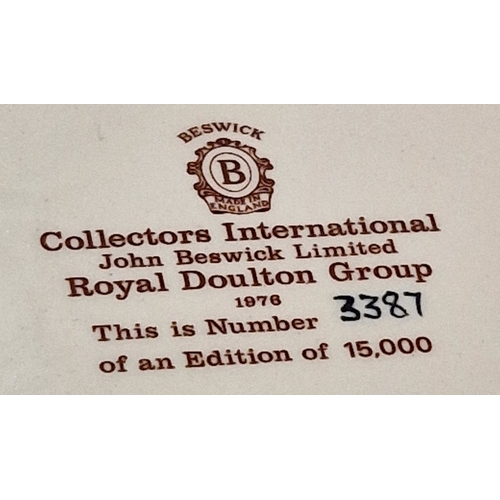 BESWICK
B
MADE IN
ENGLAND
Collectors International
John Beswick Limited
Royal Doulton Group
1976
This is Number 3387
of an Edition of 15,000